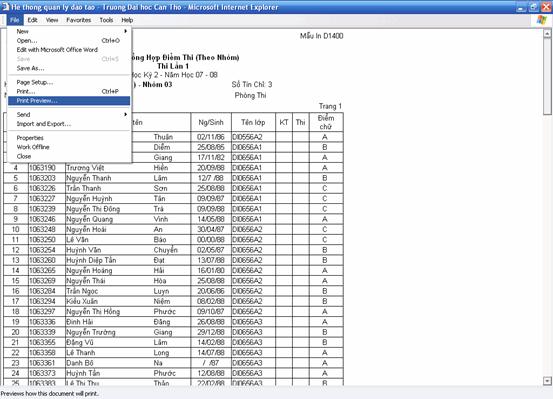 He thong quan ly dao tao - Truong Dai hoc Can Tho - Microsoft Internet Explorer
File Edit View Favorites Tools Help
New
Open... Ctrl+O
Edit with Microsoft Office Word
Save Ctrl+S
Save As...
Page Setup...
Print... Ctrl+P
Print Preview...
Send
Import and Export...
Properties
Work Offline
Close
Mẫu In D1400
ổng Hợp Điểm Thi (Theo Nhóm)
Thi Lần 1
Học Kỳ 2 - Năm Học 07 - 08
) - Nhóm 03 Số Tín Chỉ: 3
Phòng Thi
Trang 1
tên Ng/Sinh Tên lớp KT Thi Điểm chữ
Thuận 02/11/86 DI0656A2 A
Diễm 25/08/85 DI0656A1 B
Giang 17/11/82 DI0656A1 A
4 1063190 Trương Việt Hiền 20/09/88 DI0656A1 A
5 1063203 Nguyễn Thanh Lâm 12/7 /88 DI0656A1 B
6 1063226 Trần Thanh Sơn 25/08/88 DI0656A1 C
7 1063227 Nguyễn Huỳnh Tân 09/09/87 DI0656A1 C
8 1063239 Nguyễn Thị Đông Trà 09/09/88 DI0656A1 C
9 1063246 Nguyễn Quang Vinh 14/05/88 DI0656A1 A
10 1063248 Nguyễn Hoài An 30/04/87 DI0656A2 C
11 1063250 Lê Văn Bảo 00/00/88 DI0656A2 C
12 1063254 Huỳnh Văn Chuyển 02/05/87 DI0656A2 B
13 1063260 Huỳnh Diệp Tấn Đạt 13/07/88 DI0656A2 B
14 1063265 Nguyễn Hoàng Hải 16/01/80 DI0656A2 A
15 1063269 Nguyễn Thái Hòa 25/08/88 DI0656A2 A
16 1063284 Trần Ngọc Luyn 20/06/86 DI0656A2 B
17 1063294 Kiều Xuân Niệm 08/02/88 DI0656A2 B
18 1063297 Nguyễn Thị Hồng Phước 09/10/87 DI0656A2 A
19 1063336 Đinh Hải Đăng 26/08/88 DI0656A3 A
20 1063339 Nguyễn Trường Giang 29/12/88 DI0656A3 B
21 1063355 Đặng Vũ Lâm 14/02/88 DI0656A3 B
22 1063358 Lê Thanh Long 14/07/88 DI0656A3 A
23 1063361 Danh Bô Na / /87 DI0656A3 A
24 1063373 Huỳnh Tấn Phước 12/08/88 DI0656A3 A
25 1063383 Lê Thị Thu Thảo 22/02/88 DI0656A3 B
Previews how this document will print.